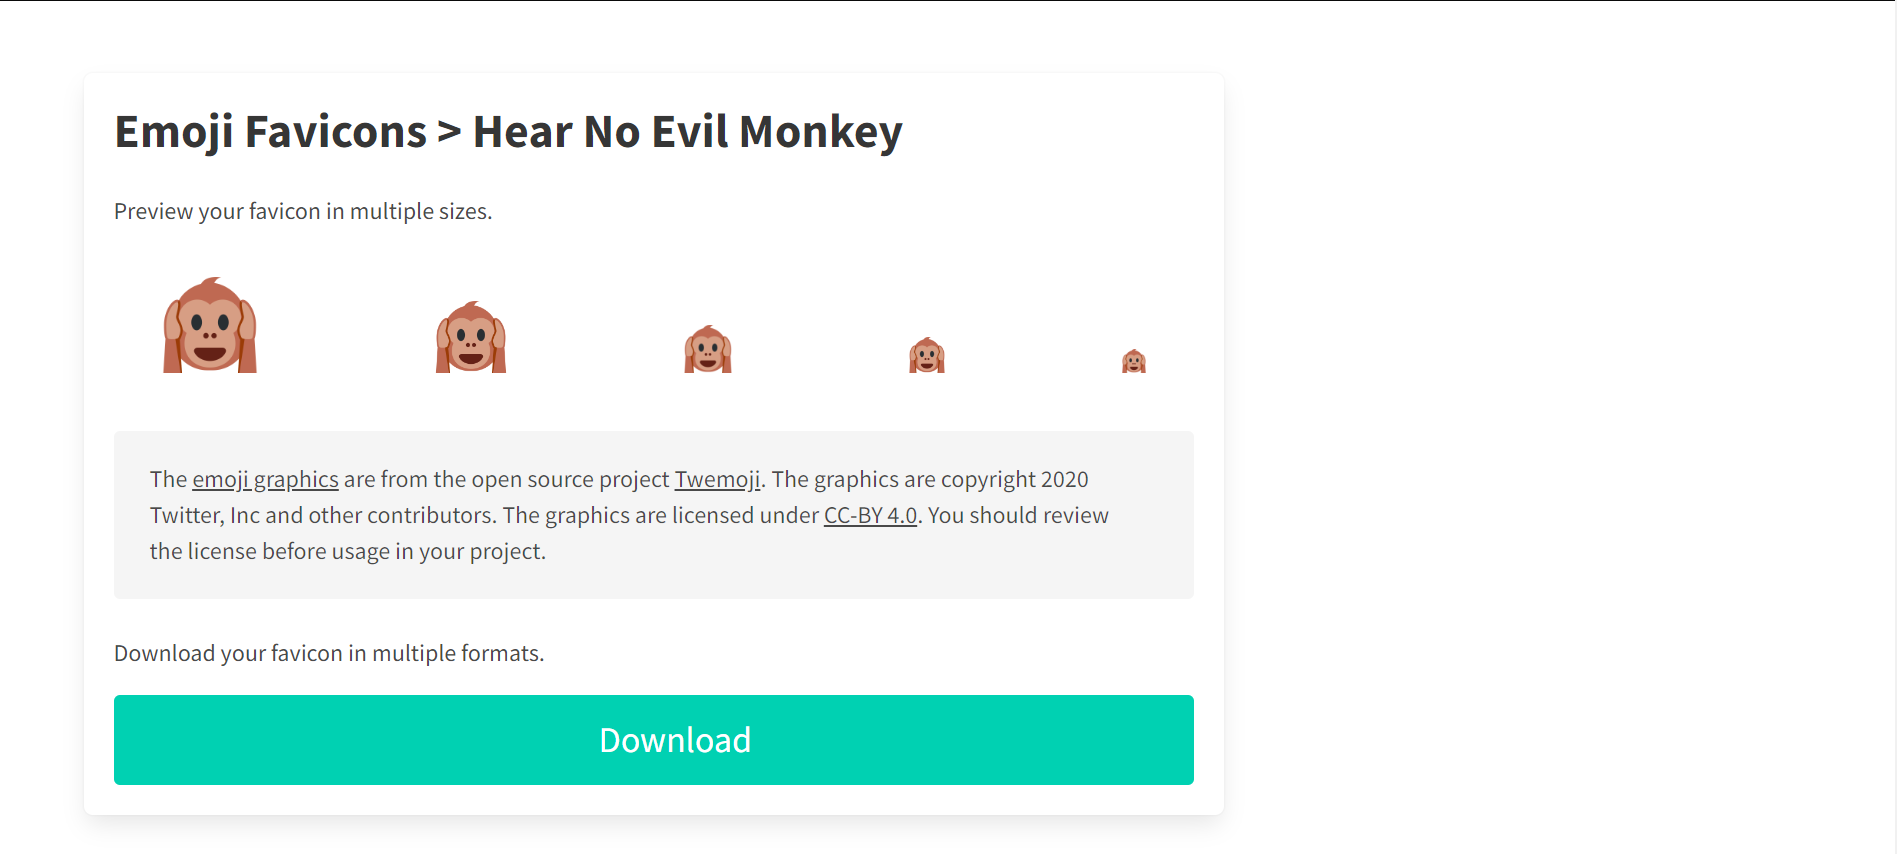 Emoji Favicons > Hear No Evil Monkey
Preview your favicon in multiple sizes.
The emoji graphics are from the open source project Twemoji. The graphics are copyright 2020
Twitter, Inc and other contributors. The graphics are licensed under CC-BY 4.0. You should review
the license before usage in your project.
Download your favicon in multiple formats.
Download